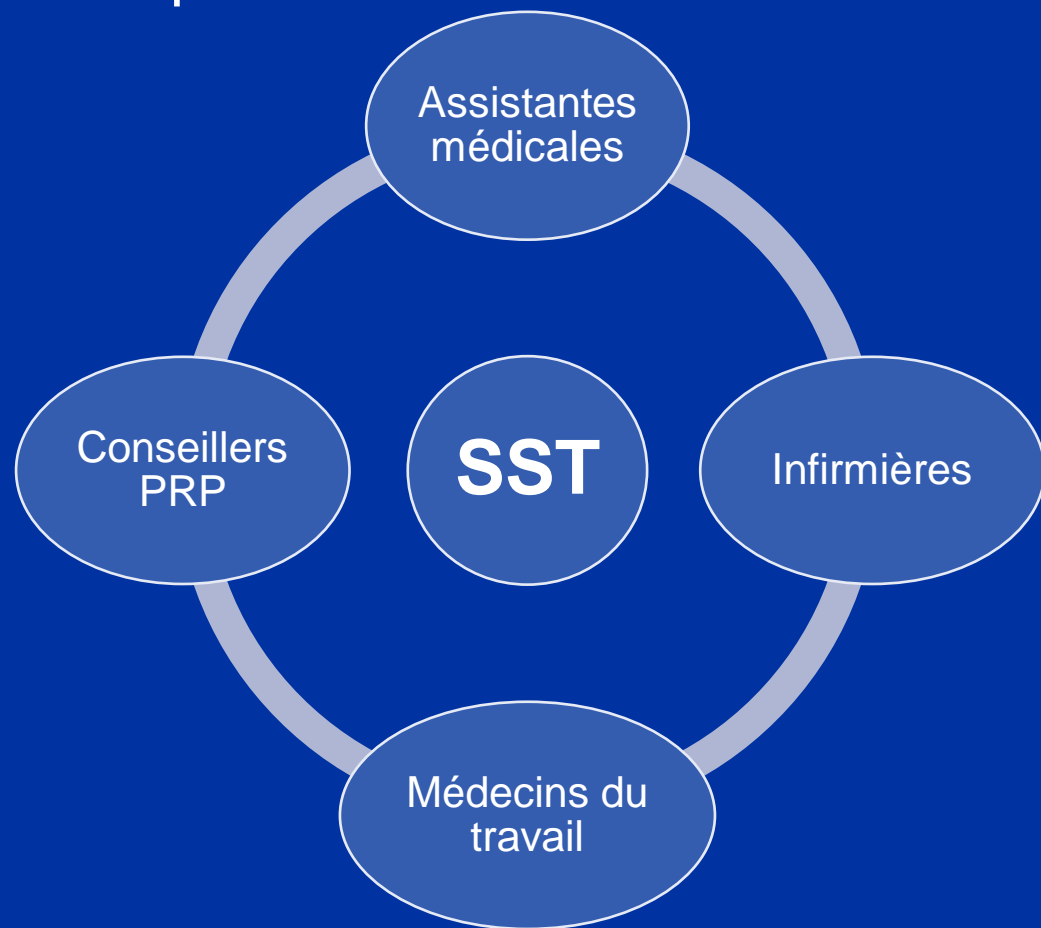 Assistantes
médicales
Conseillers
PRP
SST
Infirmières
Médecins du
travail